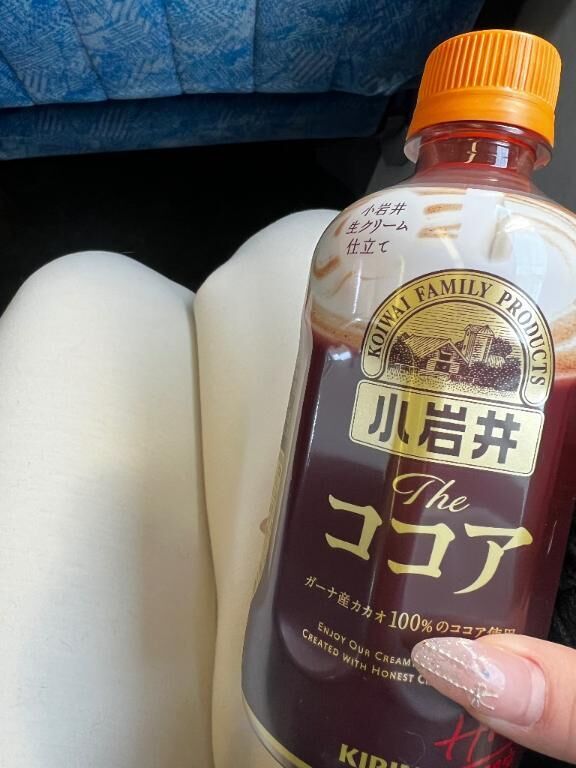 小岩井
生クリーム
仕立て
KOIWAI FAMILY PRODUCTS
小岩井
The
ココア
ガーナ産カカオ100%のココア使用
ENJOY OUR CREAM
CREATED WITH HONEST